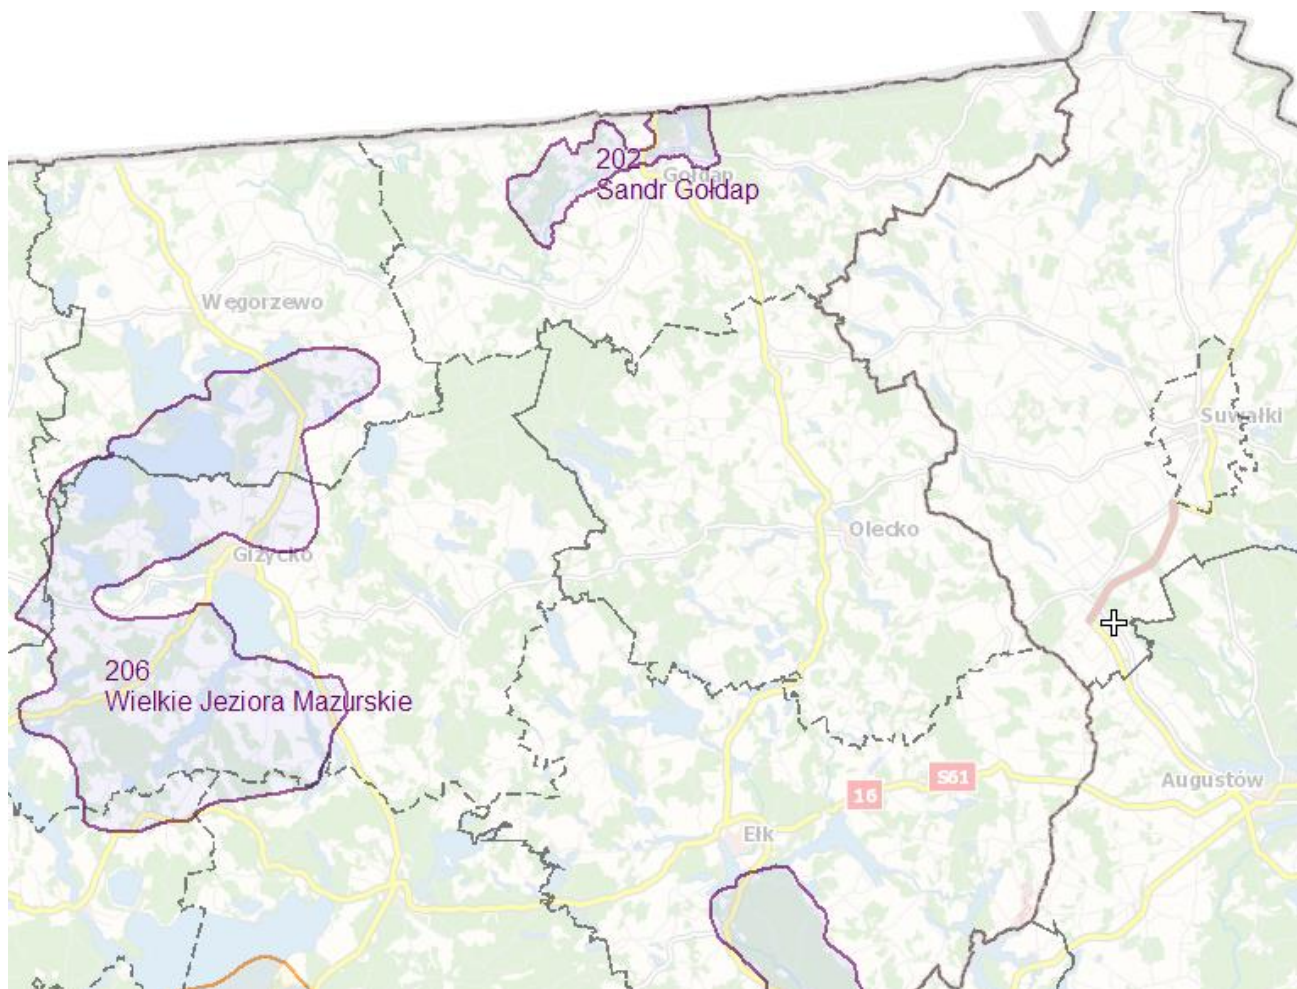 202
Gołdap
Sandr Gołdap
Węgorzewo
Suwałki
Olecko
Giżycko
206
Wielkie Jeziora Mazurskie
Augustów
S61
16
Ełk